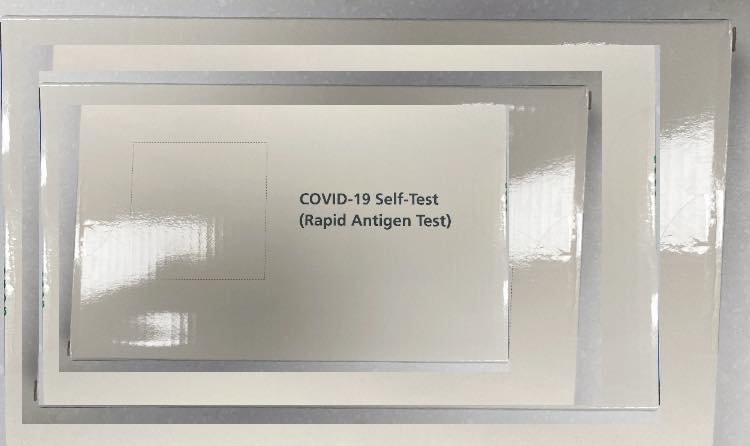 COVID-19 Self-Test
(Rapid Antigen Test)